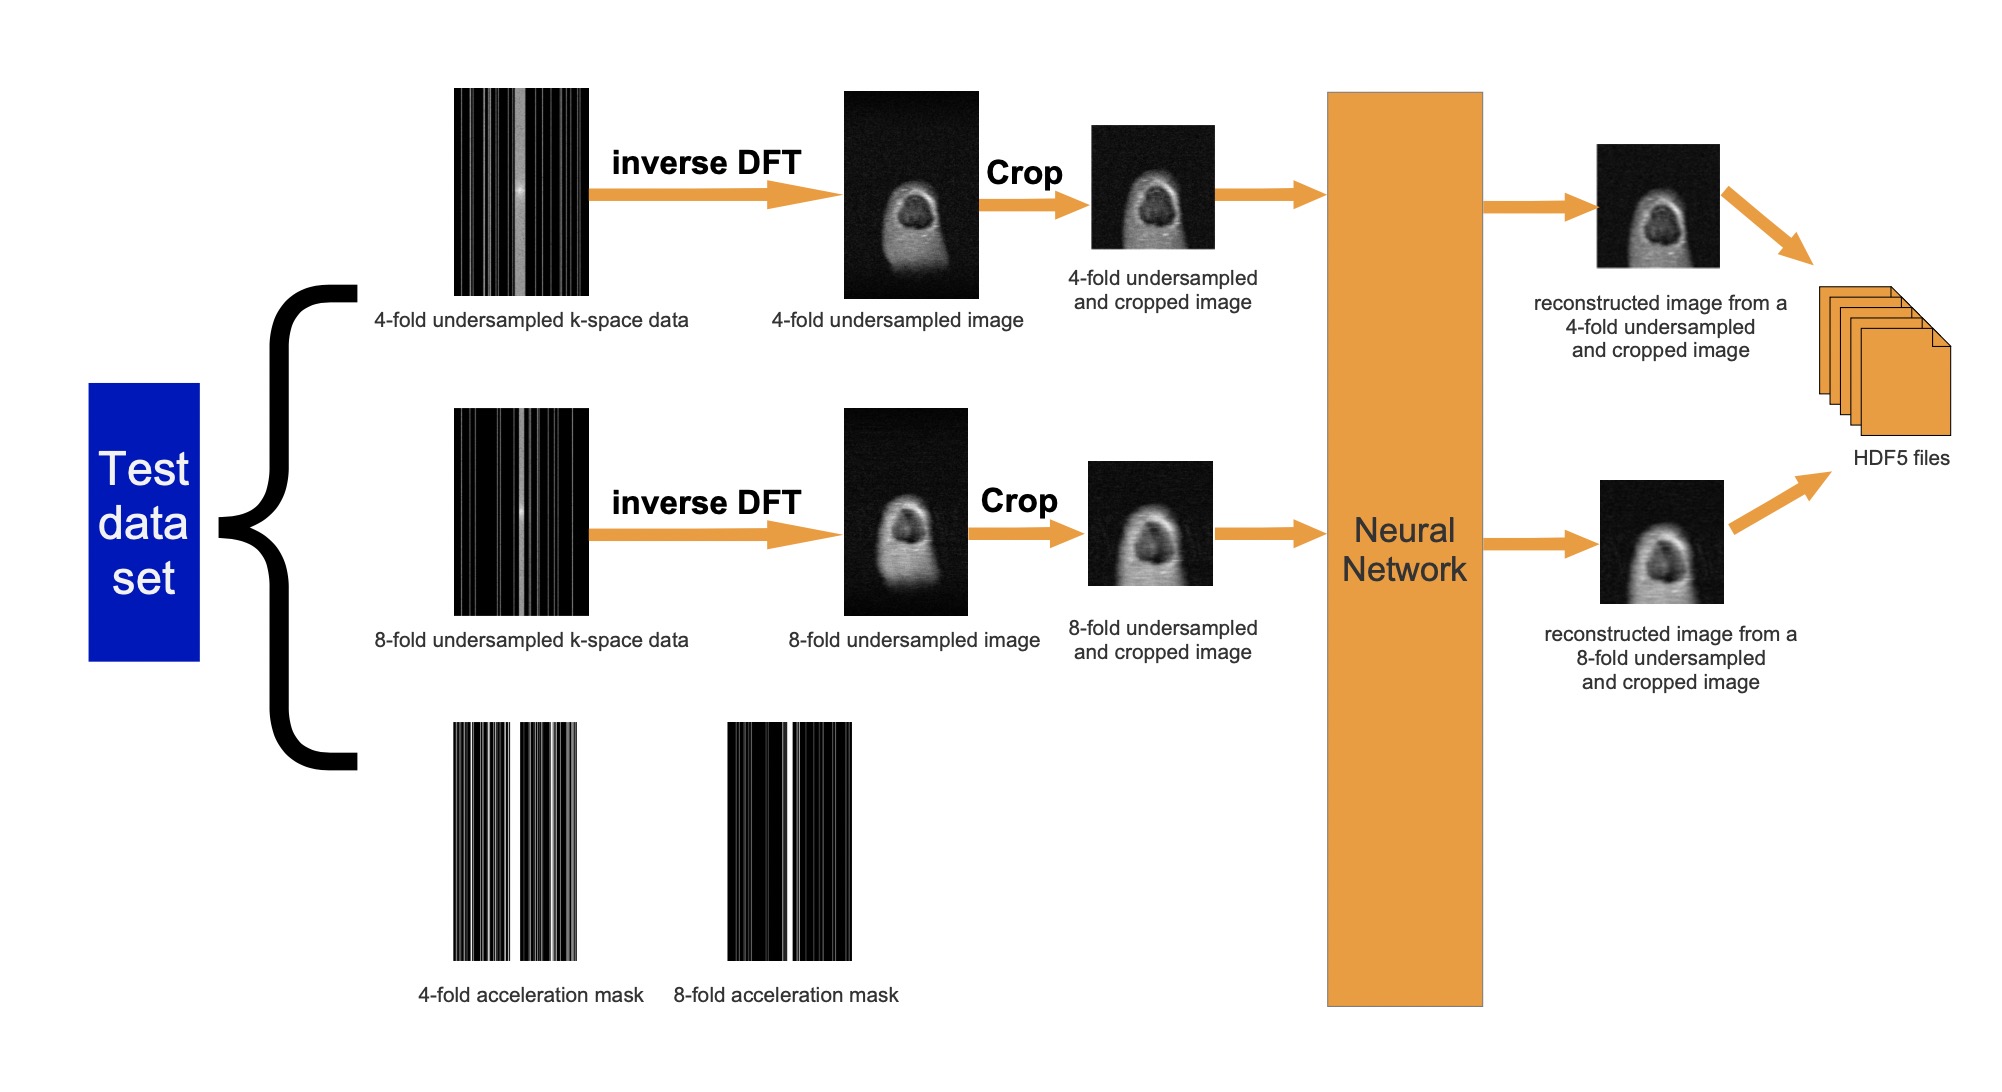 Test
data
set
inverse DFT
Crop
4-fold undersampled k-space data
4-fold undersampled image
4-fold undersampled
and cropped image
reconstructed image from a
4-fold undersampled
and cropped image
HDF5 files
inverse DFT
Crop
8-fold undersampled k-space data
8-fold undersampled image
8-fold undersampled
and cropped image
Neural
Network
reconstructed image from a
8-fold undersampled
and cropped image
4-fold acceleration mask
8-fold acceleration mask